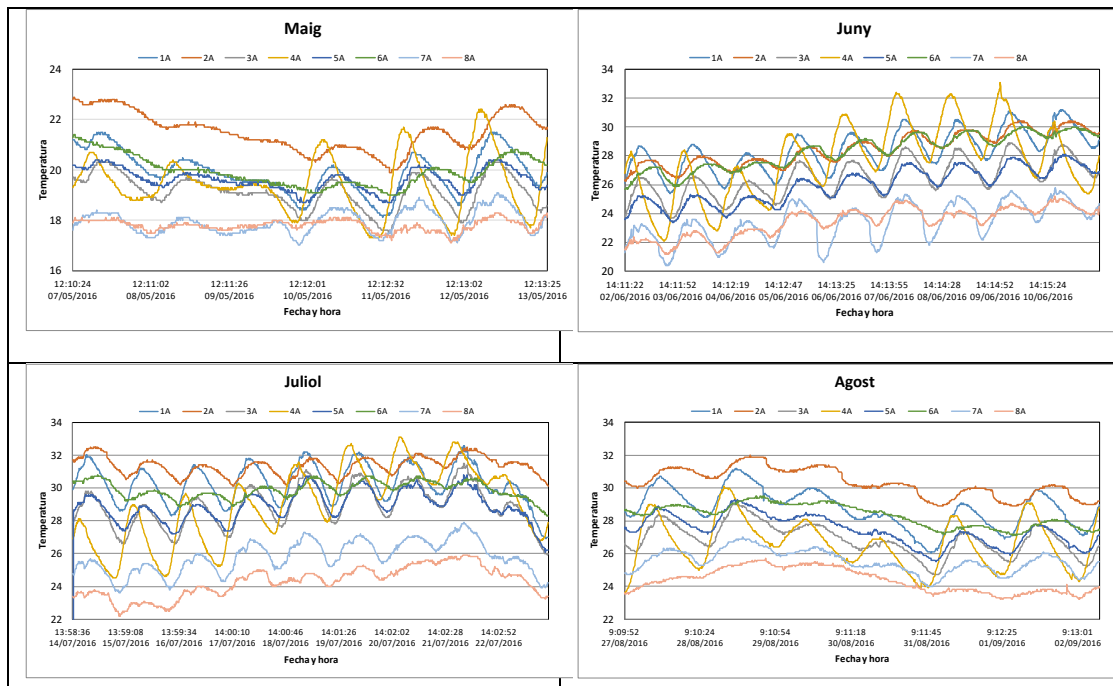 Maig
1A 2A 3A 4A 5A 6A 7A 8A
24
22
20
18
16
Temperatura
12:10:24 12:11:02 12:11:26 12:12:01 12:12:32 12:13:02 12:13:25
07/05/2016 08/05/2016 09/05/2016 10/05/2016 11/05/2016 12/05/2016 13/05/2016
Fecha y hora
Juny
1A 2A 3A 4A 5A 6A 7A 8A
34
32
30
28
26
24
22
20
Temperatura
14:11:22 14:11:52 14:12:19 14:12:47 14:13:25 14:13:55 14:14:28 14:14:52 14:15:24
02/06/2016 03/06/2016 04/06/2016 05/06/2016 06/06/2016 07/06/2016 08/06/2016 09/06/2016 10/06/2016
Fecha y hora
Juliol
1A 2A 3A 4A 5A 6A 7A 8A
34
32
30
28
26
24
22
Temperatura
13:58:36 13:59:08 13:59:34 14:00:10 14:00:46 14:01:26 14:02:02 14:02:28 14:02:52
14/07/2016 15/07/2016 16/07/2016 17/07/2016 18/07/2016 19/07/2016 20/07/2016 21/07/2016 22/07/2016
Fecha y hora
Agost
1A 2A 3A 4A 5A 6A 7A 8A
34
32
30
28
26
24
22
Temperatura
9:09:52 9:10:24 9:10:54 9:11:18 9:11:45 9:12:25 9:13:01
27/08/2016 28/08/2016 29/08/2016 30/08/2016 31/08/2016 01/09/2016 02/09/2016
Fecha y hora